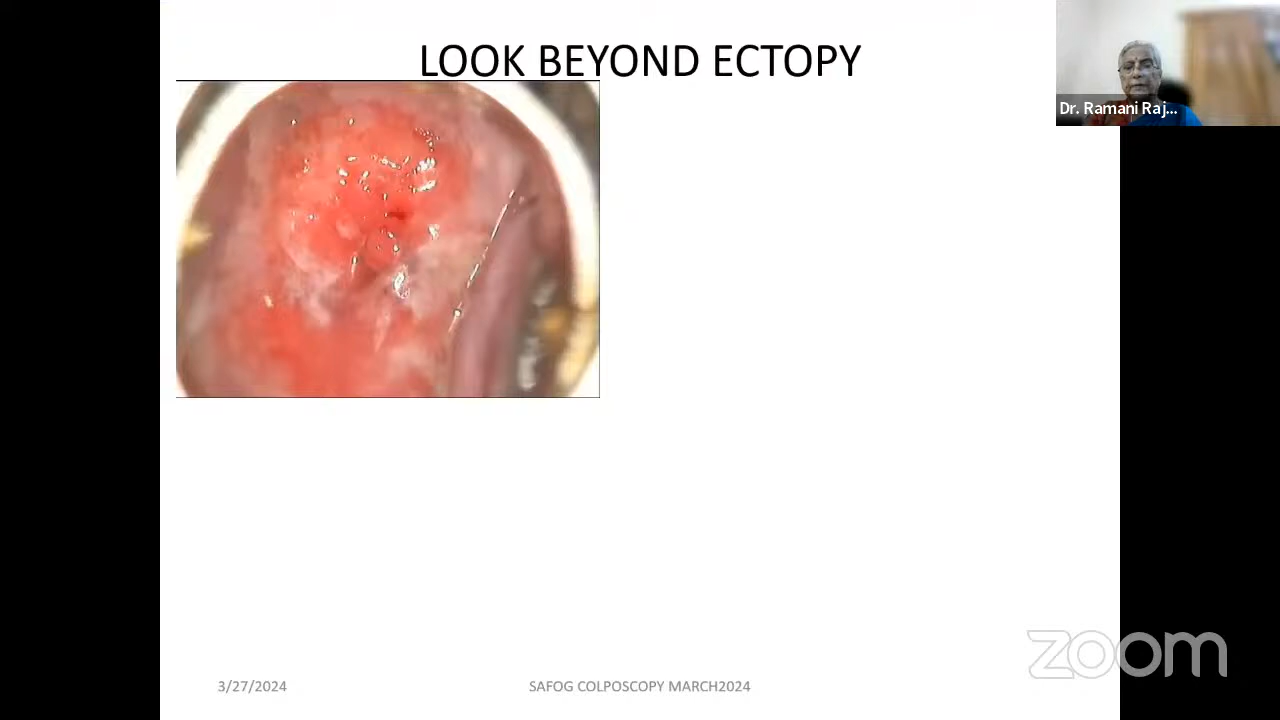 LOOK BEYOND ECTOPY
Dr. Ramani Raj...
zoom
3/27/2024
SAFOG COLPOSCOPY MARCH2024